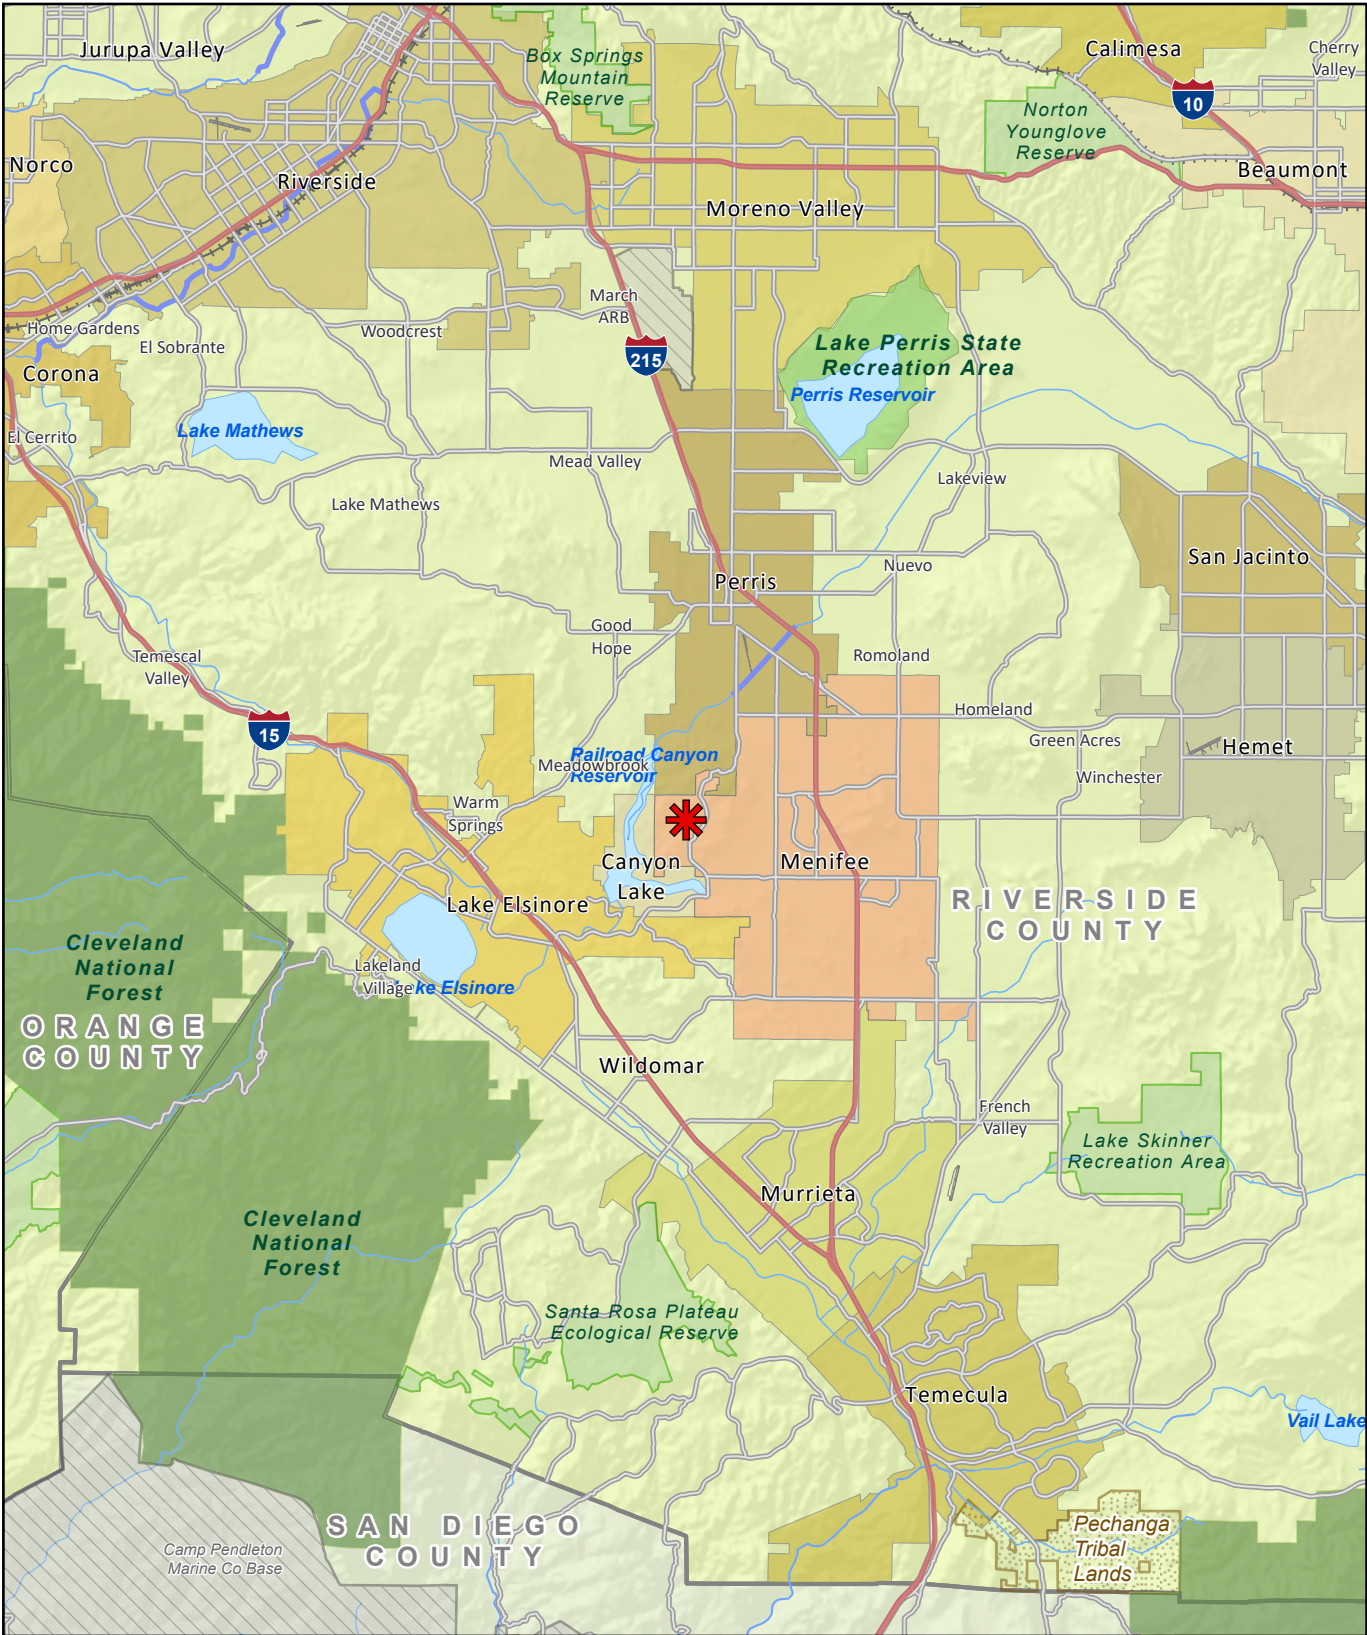 Jurupa Valley
Box Springs
Mountain
Reserve
Calimesa
Cherry
Valley
10
Norton
Younglove
Reserve
Norco
Riverside
Beaumont
Moreno Valley
March
ARB
Home Gardens
El Sobrante
Woodcrest
215
Lake Perris State
Recreation Area
Perris Reservoir
Corona
El Cerrito
Lake Mathews
Mead Valley
Lakeview
Lake Mathews
San Jacinto
Nuevo
Perris
Good
Hope
Romoland
Temescal
Valley
Homeland
15
Green Acres
Hemet
Railroad Canyon
Reservoir
Meadowbrook
Winchester
Warm
Springs
Canyon
Lake
Menifee
Lake Elsinore
RIVERSIDE
COUNTY
Cleveland
National
Forest
Lakeland
Village
ke Elsinore
ORANGE
COUNTY
Wildomar
French
Valley
Lake Skinner
Recreation Area
Murrieta
Cleveland
National
Forest
Santa Rosa Plateau
Ecological Reserve
Temecula
Vail Lake
SAN DIEGO
COUNTY
Camp Pendleton
Marine Co Base
Pechanga
Tribal
Lands